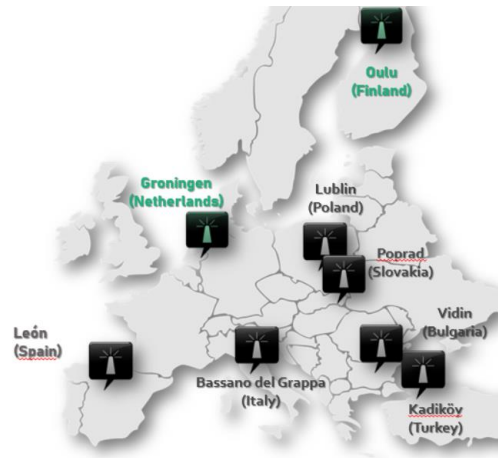 Oulu
(Finland)
Groningen
(Netherlands)
Lublin
(Poland)
Poprad
(Slovakia)
Vidin
(Bulgaria)
León
(Spain)
Bassano del Grappa
(Italy)
Kadiköy
(Turkey)